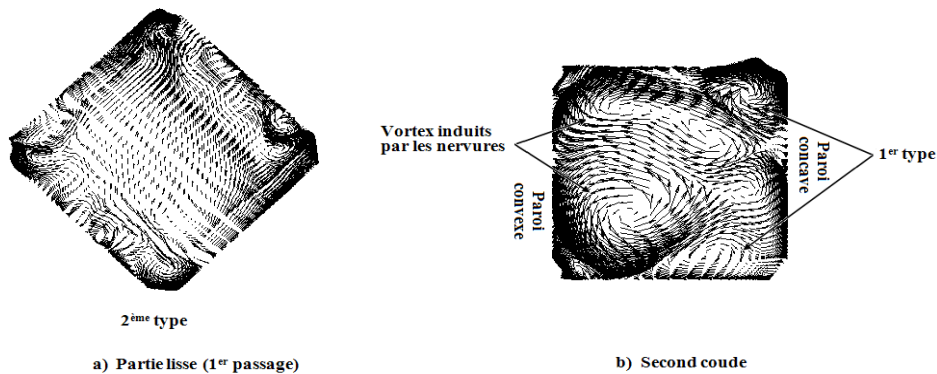 Vortex induits
par les nervures
Paroi
convexe
Paroi
concave
1er type
2ème type
a) Partie lisse (1er passage)
b) Second coude